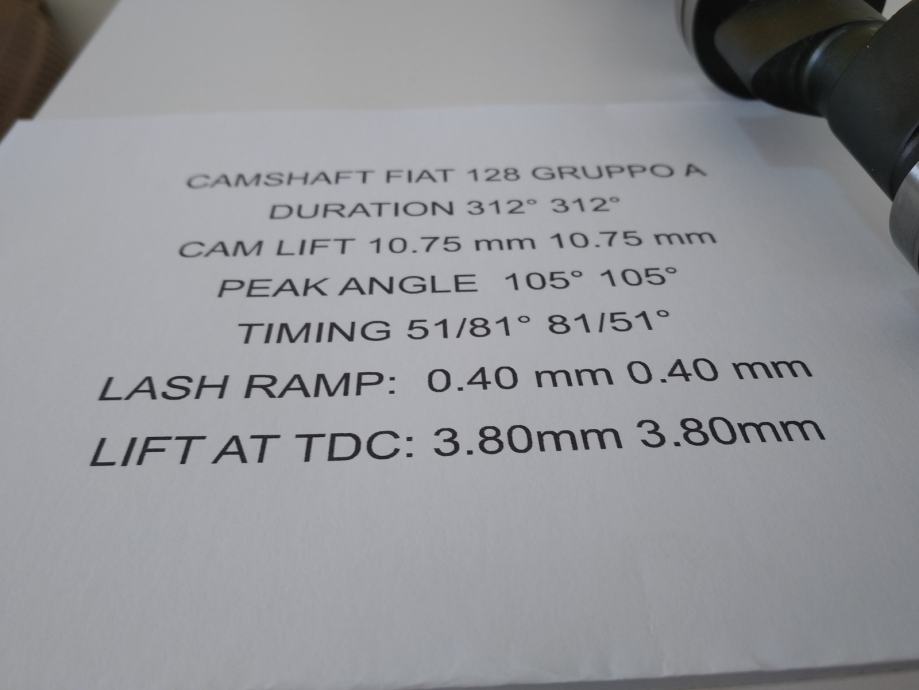 CAMSHAFT FIAT 128 GRUPPO A
DURATION 312° 312°
CAM LIFT 10.75 mm 10.75 mm
PEAK ANGLE 105° 105°
TIMING 51/81° 81/51°
LASH RAMP: 0.40 mm 0.40 mm
LIFT AT TDC: 3.80mm 3.80mm